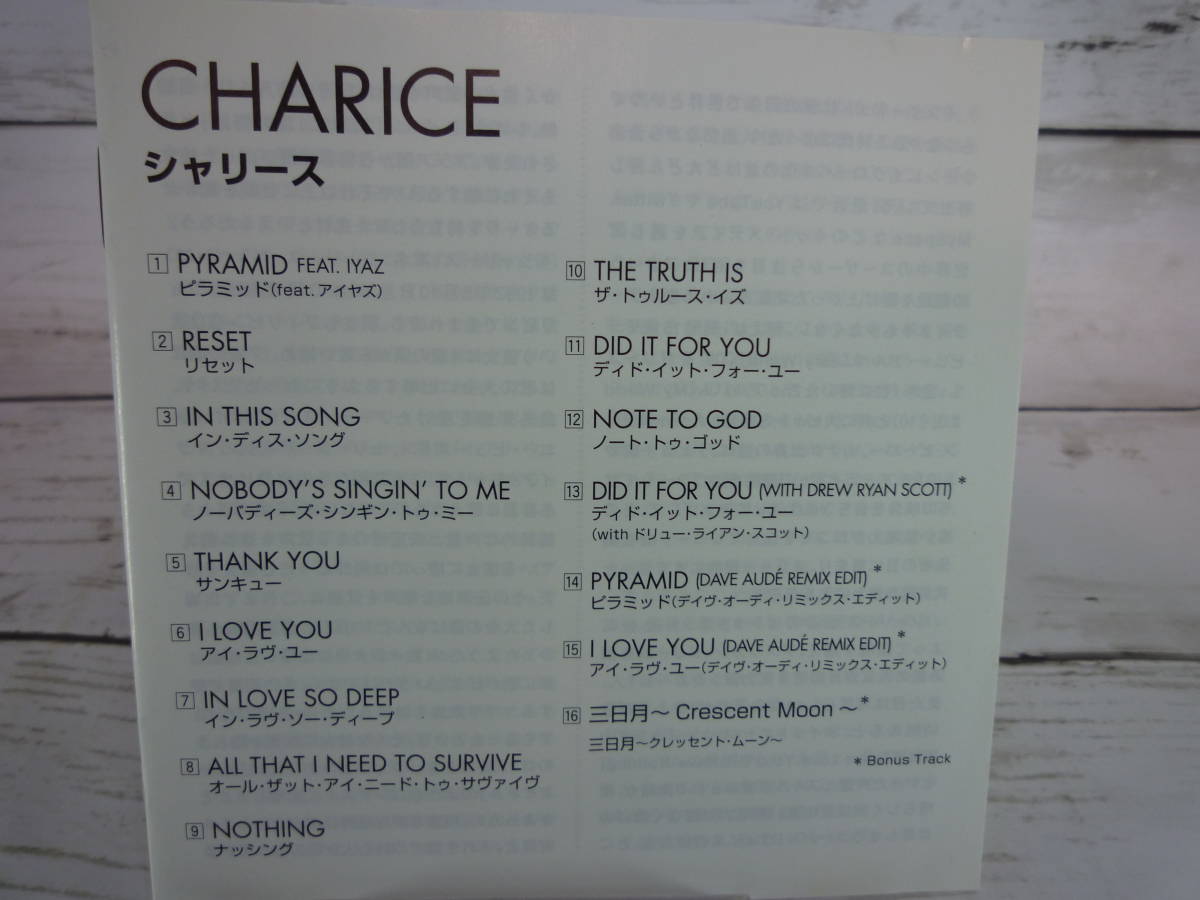 CHARICE
シャリース
1 PYRAMID FEAT. IYAZ
ピラミッド(feat.アイヤズ)
2 RESET
リセット
3 IN THIS SONG
イン・ディス・ソング
4 NOBODY'S SINGIN' TO ME
ノーバディーズ・シンギン・トゥ・ミー
5 THANK YOU
サンキュー
6 I LOVE YOU
アイ・ラヴ・ユー
7 IN LOVE SO DEEP
イン・ラヴ・ソー・ディープ
8 ALL THAT I NEED TO SURVIVE
オール・ザット・アイ・ニード・トゥ・サヴァイヴ
9 NOTHING
ナッシング
10 THE TRUTH IS
ザ・トゥルース・イズ
11 DID IT FOR YOU
ディド・イット・フォー・ユー
12 NOTE TO GOD
ノート・トゥ・ゴッド
13 DID IT FOR YOU (WITH DREW RYAN SCOTT) *
ディド・イット・フォー・ユー
(with ドリュー・ライアン・スコット)
14 PYRAMID (DAVE AUDÉ REMIX EDIT) *
ピラミッド(デイヴ・オーディ・リミックス・エディット)
15 I LOVE YOU (DAVE AUDÉ REMIX EDIT) *
アイ・ラヴ・ユー(デイヴ・オーディ・リミックス・エディット)
16 三日月〜 Crescent Moon 〜*
三日月〜クレッセント・ムーン〜
* Bonus Track